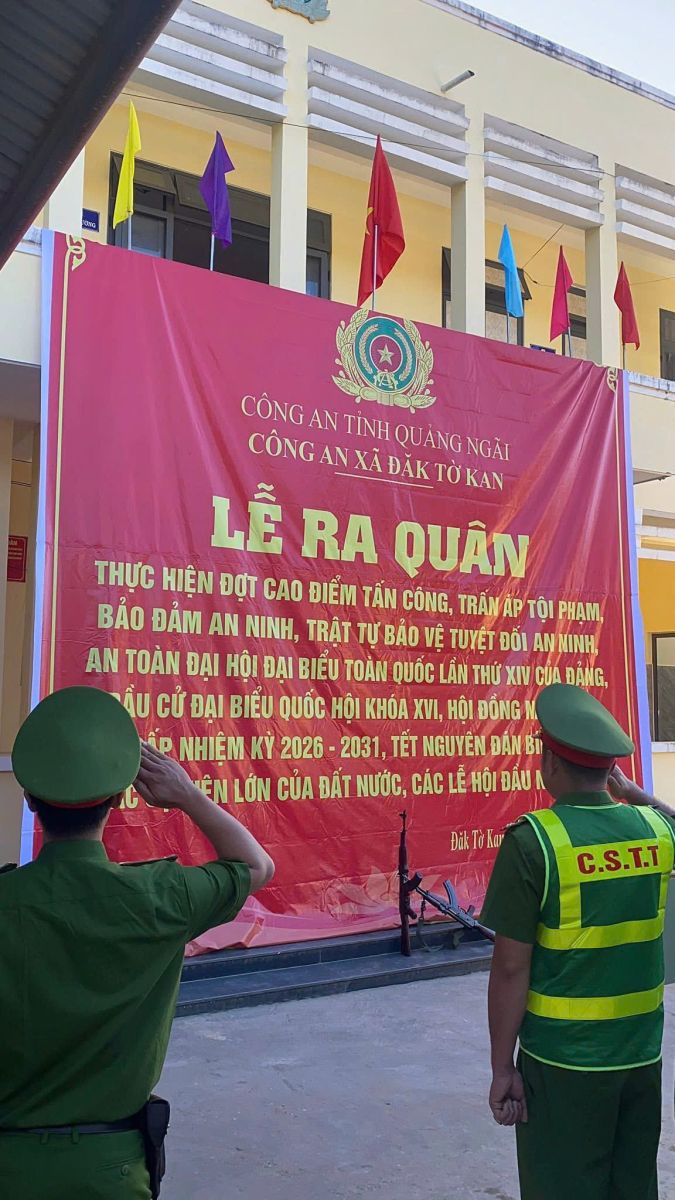 CÔNG AN TỈNH QUẢNG NGÃI
CÔNG AN XÃ ĐĂK TỜ KAN
LỄ RA QUÂN
THỰC HIỆN ĐỢT CAO ĐIỂM TẤN CÔNG, TRẤN ÁP TỘI PHẠM,
BẢO ĐẢM AN NINH, TRẬT TỰ BẢO VỆ TUYỆT ĐỐI AN NINH,
AN TOÀN ĐẠI HỘI ĐẠI BIỂU TOÀN QUỐC LẦN THỨ XIV CỦA ĐẢNG,
BẦU CỬ ĐẠI BIỂU QUỐC HỘI KHÓA XVI, HỘI ĐỒNG
NHIỆM KỲ 2026 - 2031, TẾT NGUYÊN ĐÁN
LỚN CỦA ĐẤT NƯỚC, CÁC LỄ HỘI ĐẦU
Đăk Tờ Kan
C.S.T.T